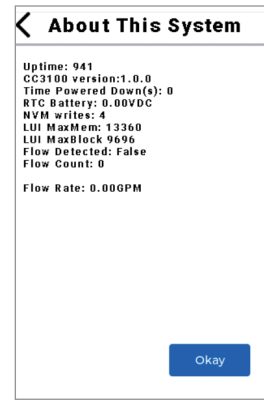 About This System
Uptime: 941
CC3100 version:1.0.0
Time Powered Down(s): 0
RTC Battery: 0.00VDC
NVM writes: 4
LUI MaxMem: 13360
LUI MaxBlock 9696
Flow Detected: False
Flow Count: 0
Flow Rate: 0.00GPM
Okay